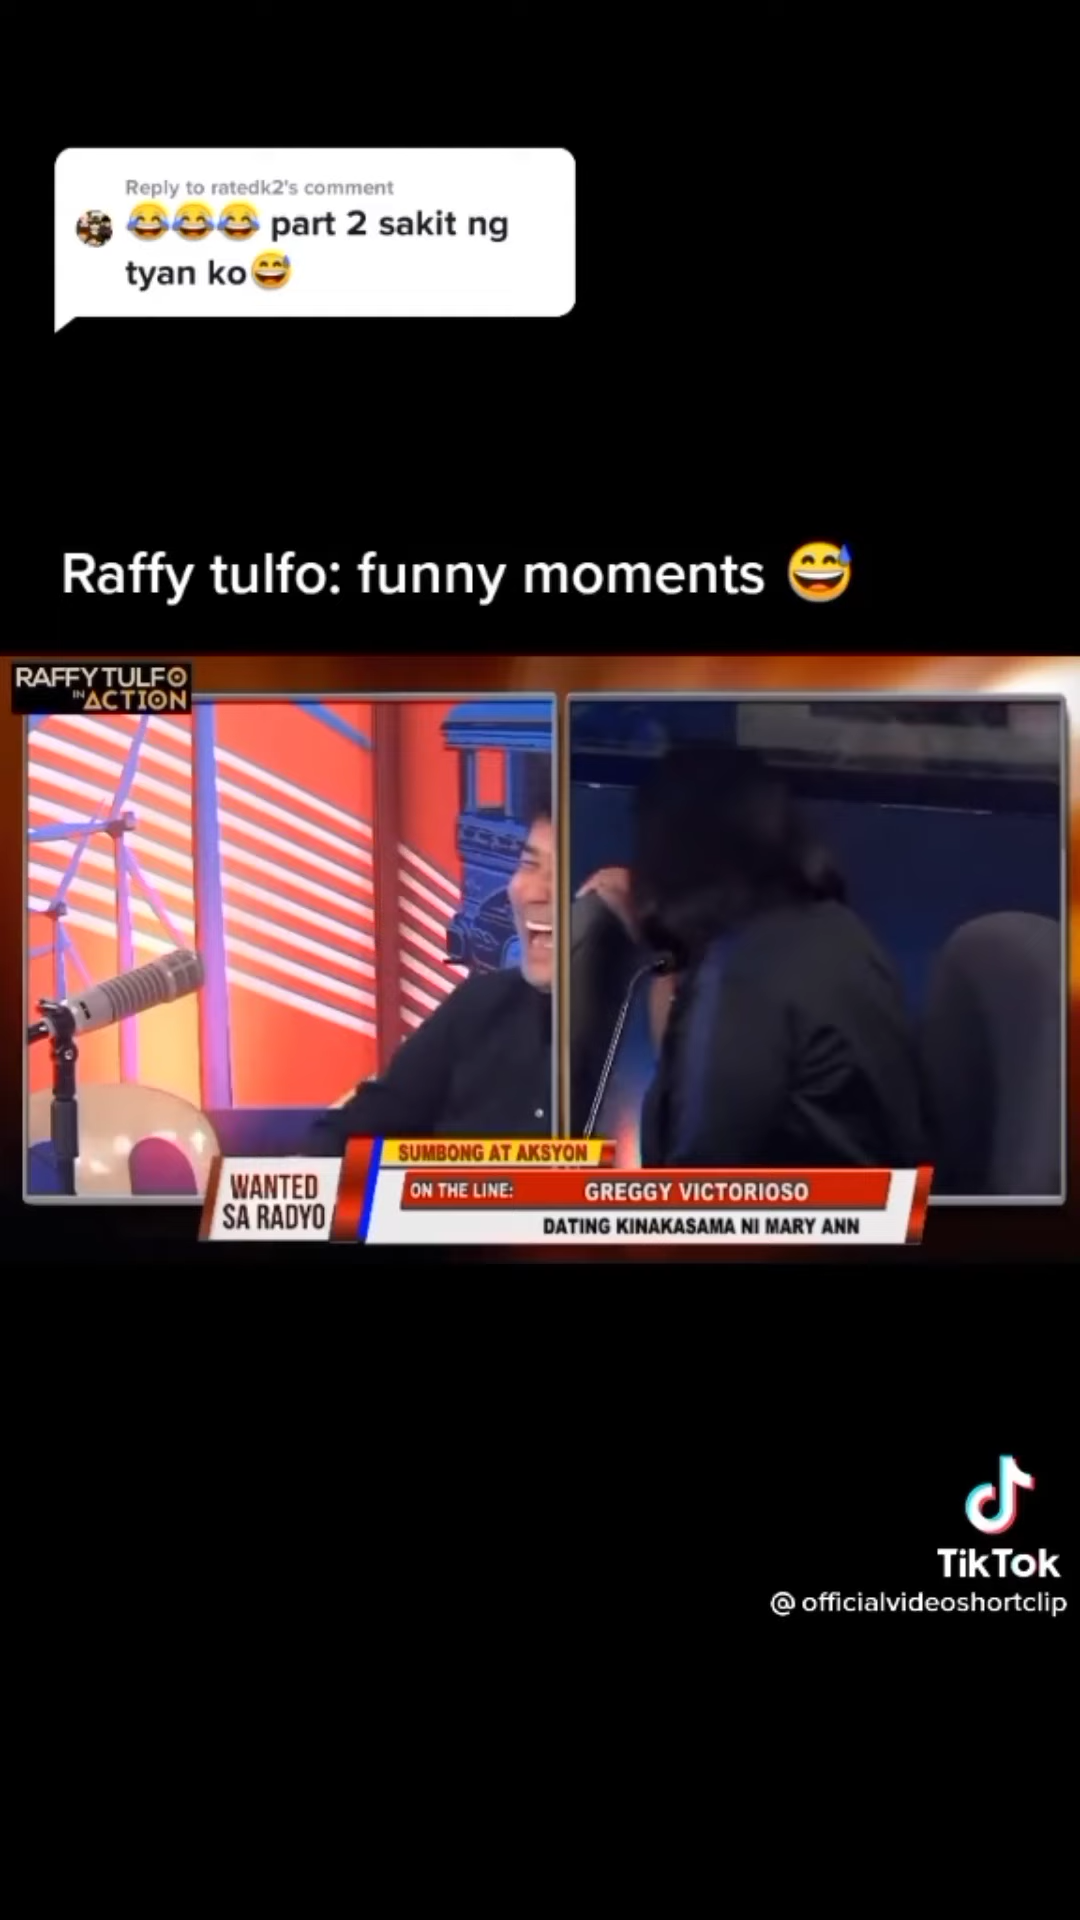 Reply to ratedk2's comment
😂😂😂 part 2 sakit ng
tyan ko😅
Raffy tulfo: funny moments 😅
RAFFY TULFO
IN ACTION
SUMBONG AT AKSYON
WANTED
SA RADYO
ON THE LINE: GREGGY VICTORIOSO
DATING KINAKASAMA NI MARY ANN
TikTok
@officialvideoshortclip